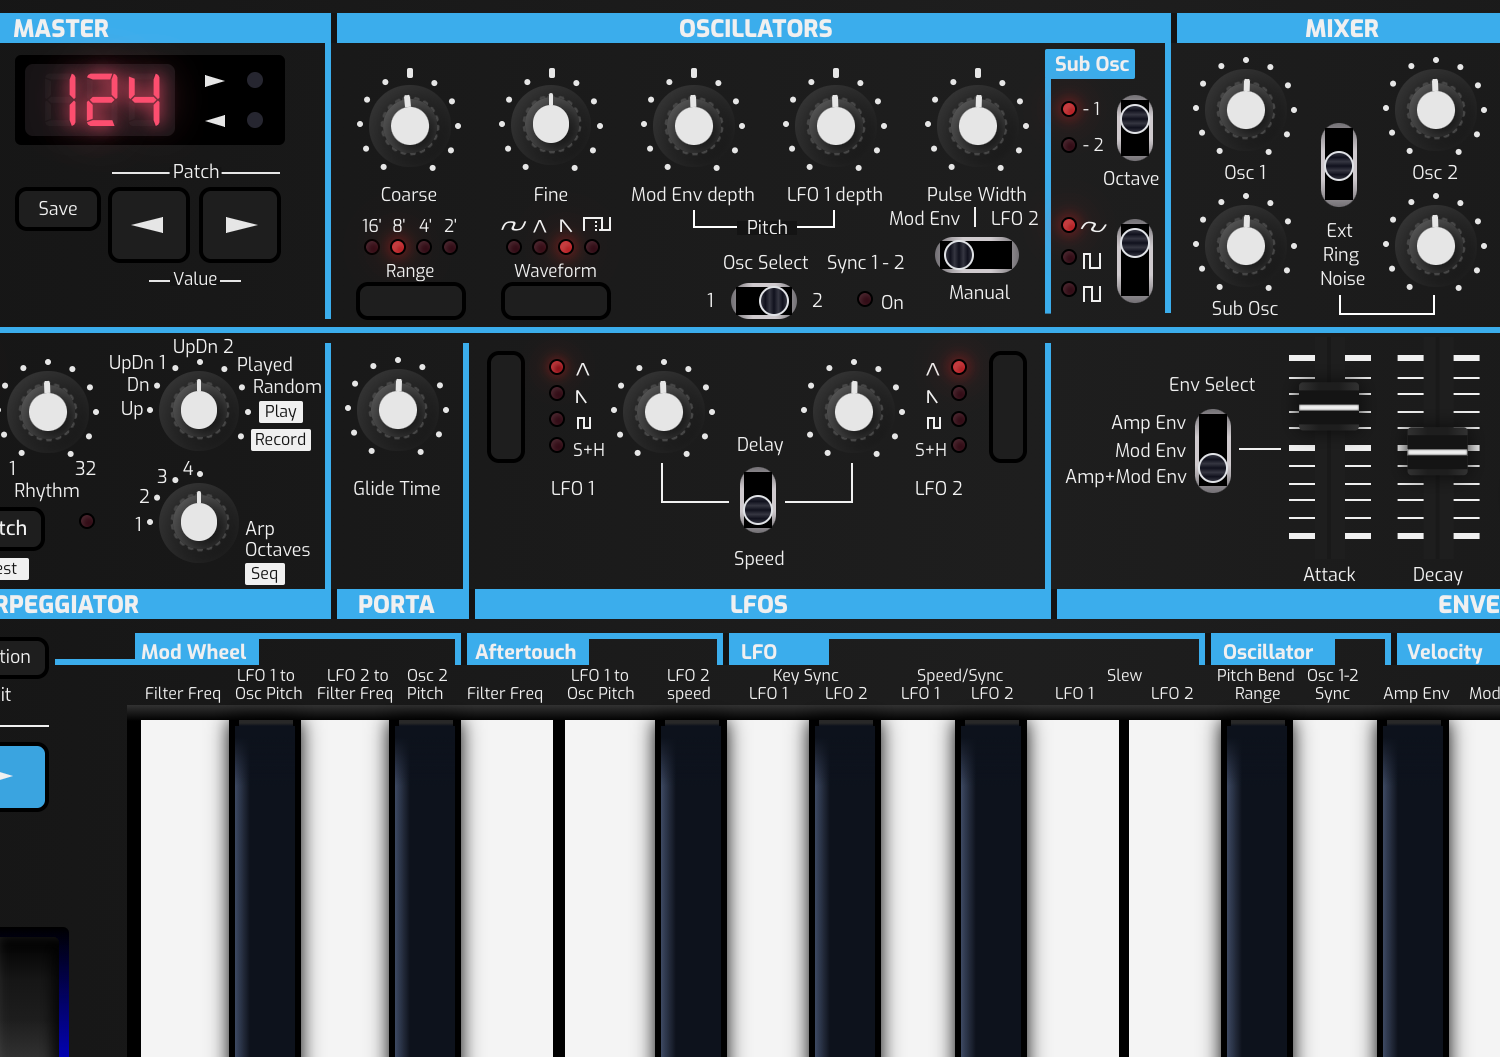 MASTER
OSCILLATORS
MIXER
124
Patch
Save
Value
Coarse
Fine
Mod Env depth
LFO 1 depth
Pulse Width
16' 8' 4' 2'
Range
Waveform
Pitch
Osc Select
1
2
Sync 1 - 2
On
Mod Env
LFO 2
Manual
Sub Osc
- 1
- 2
Octave
Osc 1
Osc 2
Ext
Ring
Noise
Sub Osc
UpDn 2
UpDn 1
Played
Dn
Random
Up
Play
Record
1
32
Rhythm
4
3
2
1
tch
Arp
Octaves
est
Seq
Glide Time
S+H
LFO 1
Delay
Speed
S+H
LFO 2
Env Select
Amp Env
Mod Env
Amp+Mod Env
Attack
Decay
RPEGGIATOR
PORTA
LFOS
ENVE
tion
it
Mod Wheel
Aftertouch
LFO
Oscillator
Velocity
Filter Freq
LFO 1 to
Osc Pitch
LFO 2 to
Filter Freq
Osc 2
Pitch
Filter Freq
LFO 1 to
Osc Pitch
LFO 2
speed
Key Sync
LFO 1
LFO 2
Speed/Sync
LFO 1
LFO 2
Slew
LFO 1
LFO 2
Pitch Bend
Range
Osc 1-2
Sync
Amp Env
Mod